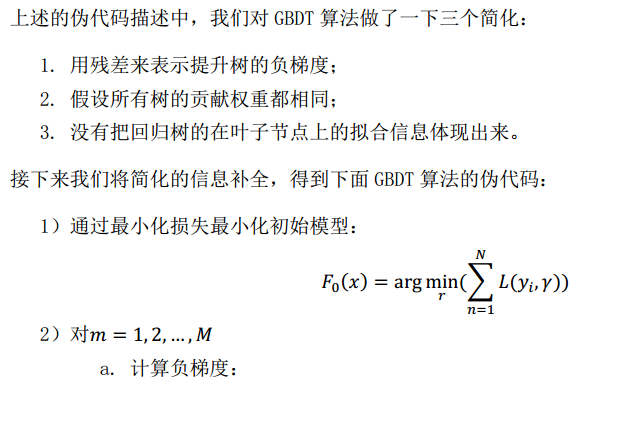 上述的伪代码描述中，我们对 GBDT 算法做了一下三个简化：
1. 用残差来表示提升树的负梯度；
2. 假设所有树的贡献权重都相同；
3. 没有把回归树的在叶子节点上的拟合信息体现出来。
接下来我们将简化的信息补全，得到下面 GBDT 算法的伪代码：
1）通过最小化损失最小化初始模型：
F₀(x) = arg min_r (∑_{n=1}^{N} L(yᵢ, γ))
2）对m = 1, 2, ..., M
a. 计算负梯度：